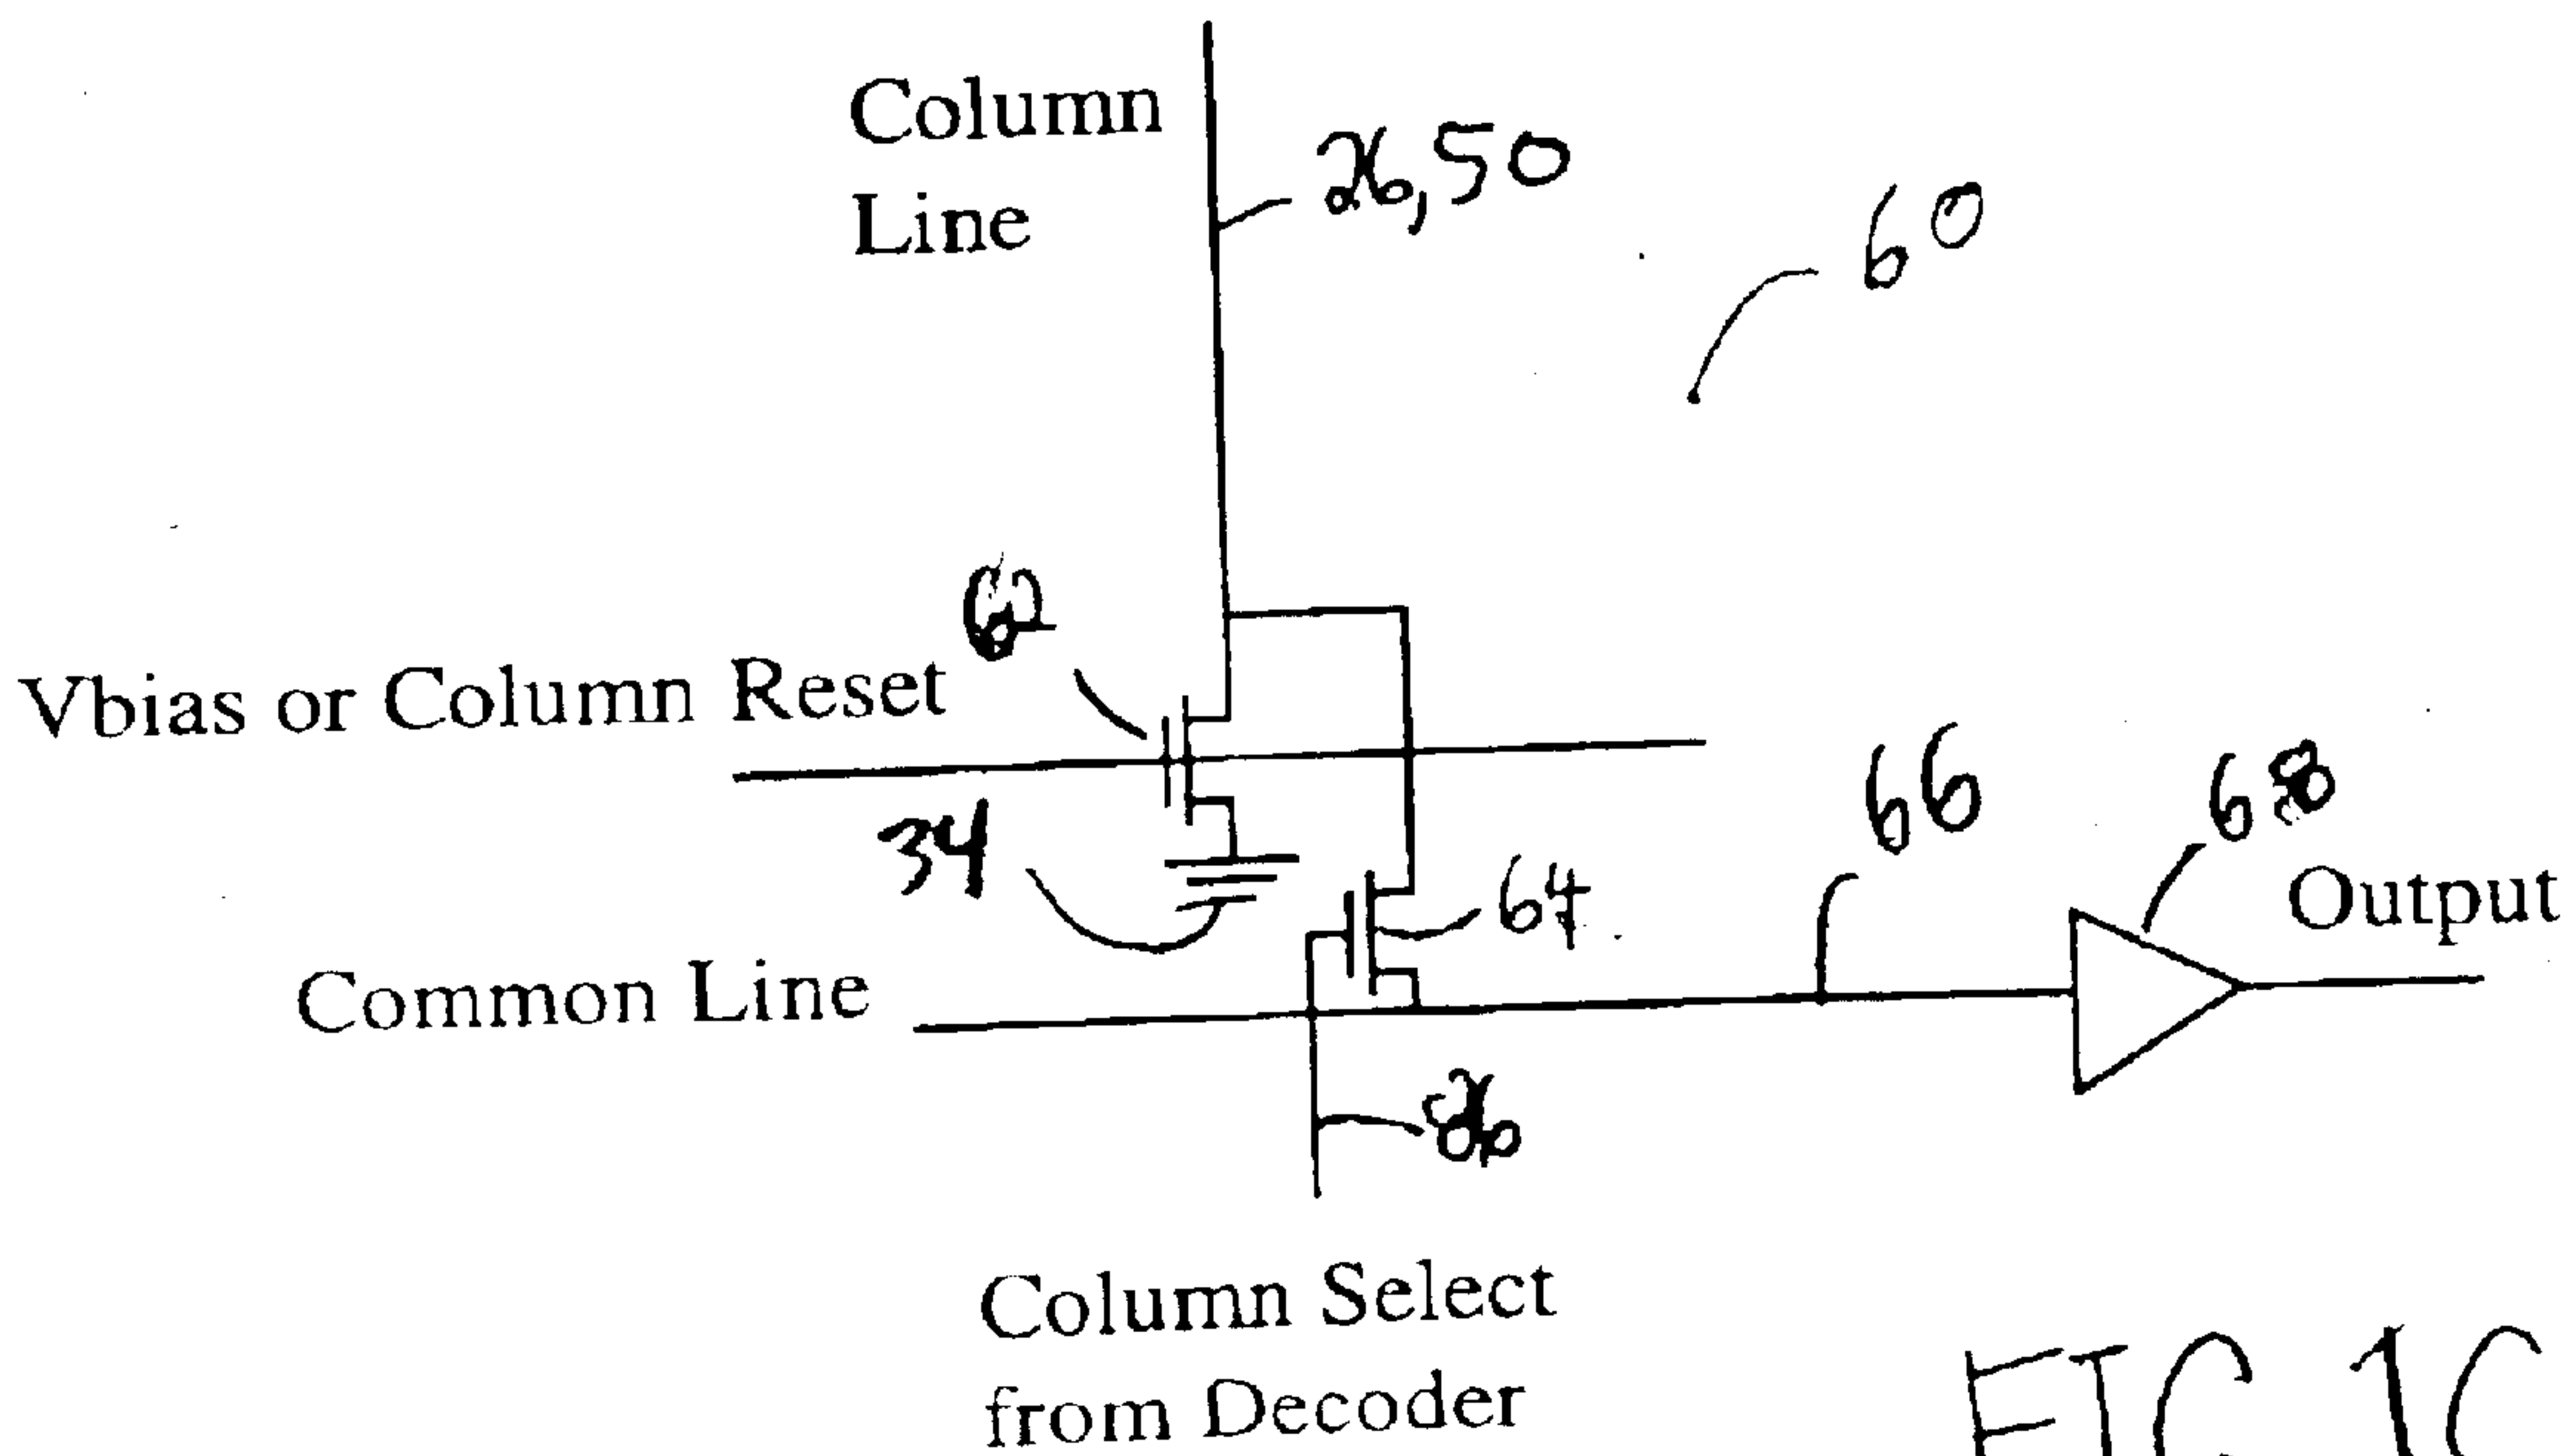 Column
Line
26,50
60
62
Vbias or Column Reset
34
66
68
64
Output
Common Line
Column Select
from Decoder
FIG 1C